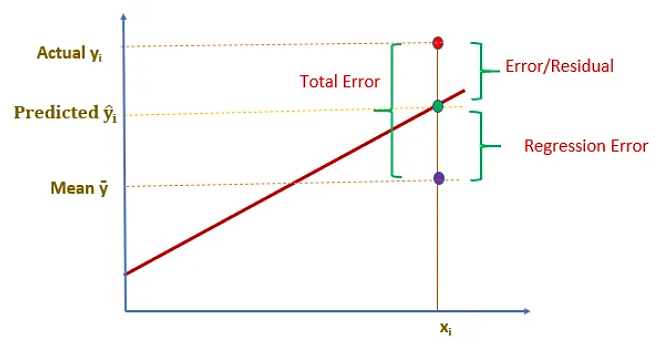 Actual yᵢ
Total Error
Error/Residual
Predicted ŷᵢ
Regression Error
Mean ȳ
xᵢ